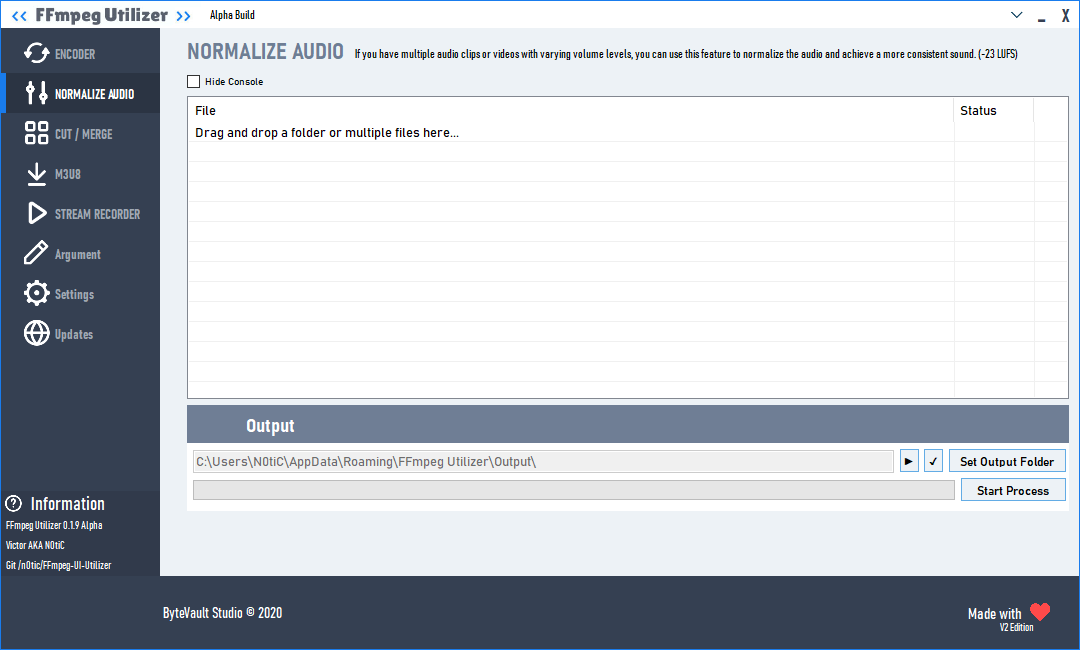 << FFmpeg Utilizer >> Alpha Build
X
ENCODER
NORMALIZE AUDIO
CUT / MERGE
M3U8
STREAM RECORDER
Argument
Settings
Updates
NORMALIZE AUDIO If you have multiple audio clips or videos with varying volume levels, you can use this feature to normalize the audio and achieve a more consistent sound. (-23 LUFS)
Hide Console
File Status
Drag and drop a folder or multiple files here...
Output
C:\Users\N0tiC\AppData\Roaming\FFmpeg Utilizer\Output\
Set Output Folder
Start Process
Information
FFmpeg Utilizer 0.1.9 Alpha
Victor AKA N0tiC
Git /n0tic/FFmpeg-UI-Utilizer
ByteVault Studio © 2020
Made with
V2 Edition